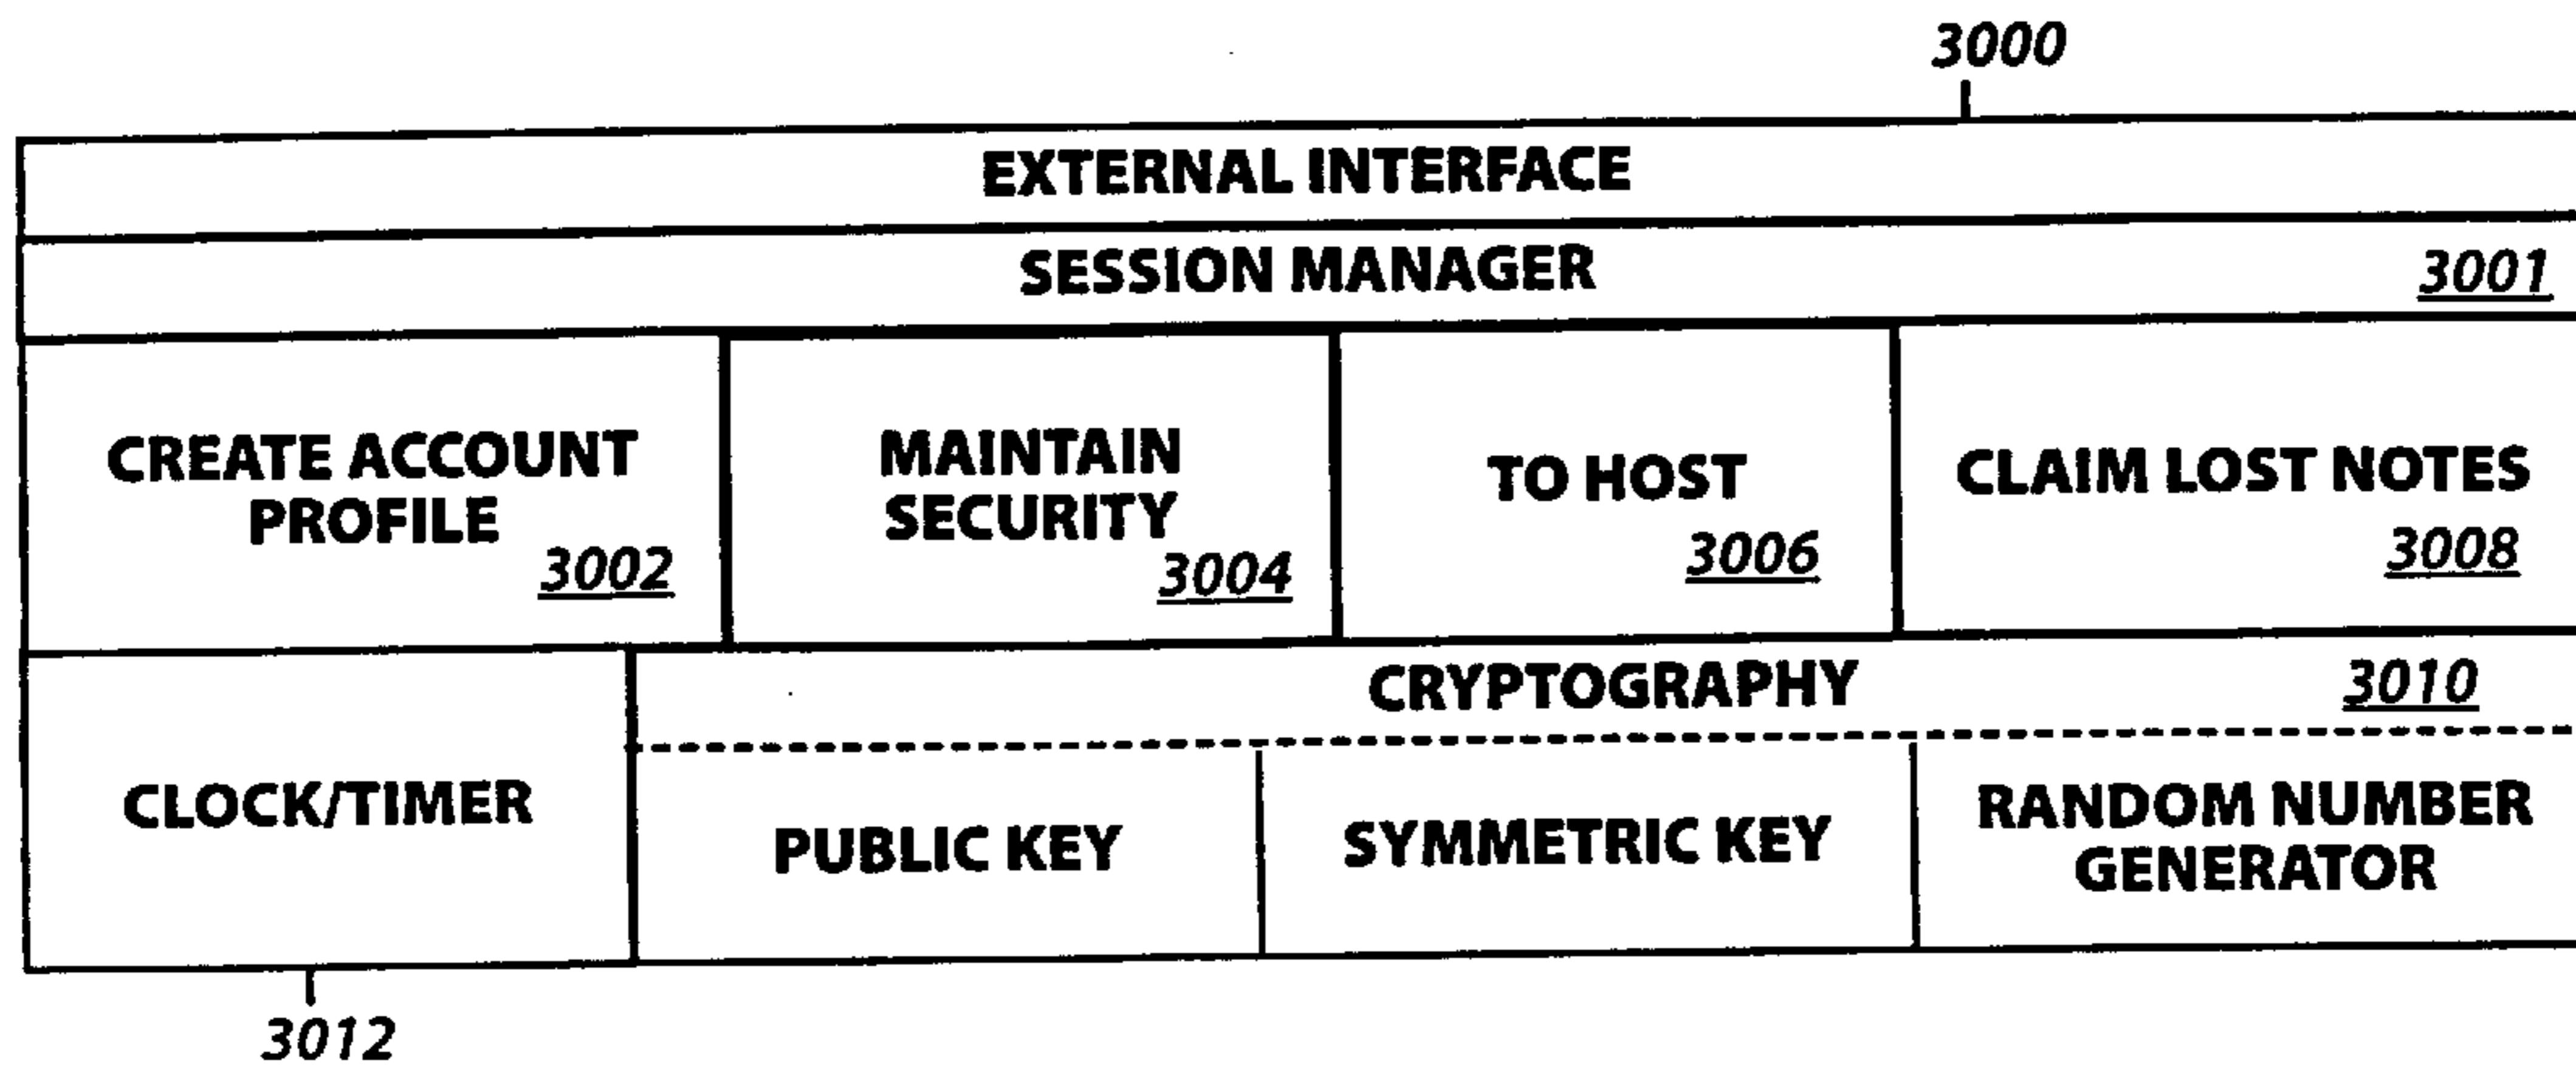 3000
EXTERNAL INTERFACE
SESSION MANAGER
3001
CREATE ACCOUNT
PROFILE
3002
MAINTAIN
SECURITY
3004
TO HOST
3006
CLAIM LOST NOTES
3008
CRYPTOGRAPHY
3010
CLOCK/TIMER
PUBLIC KEY
SYMMETRIC KEY
RANDOM NUMBER
GENERATOR
3012